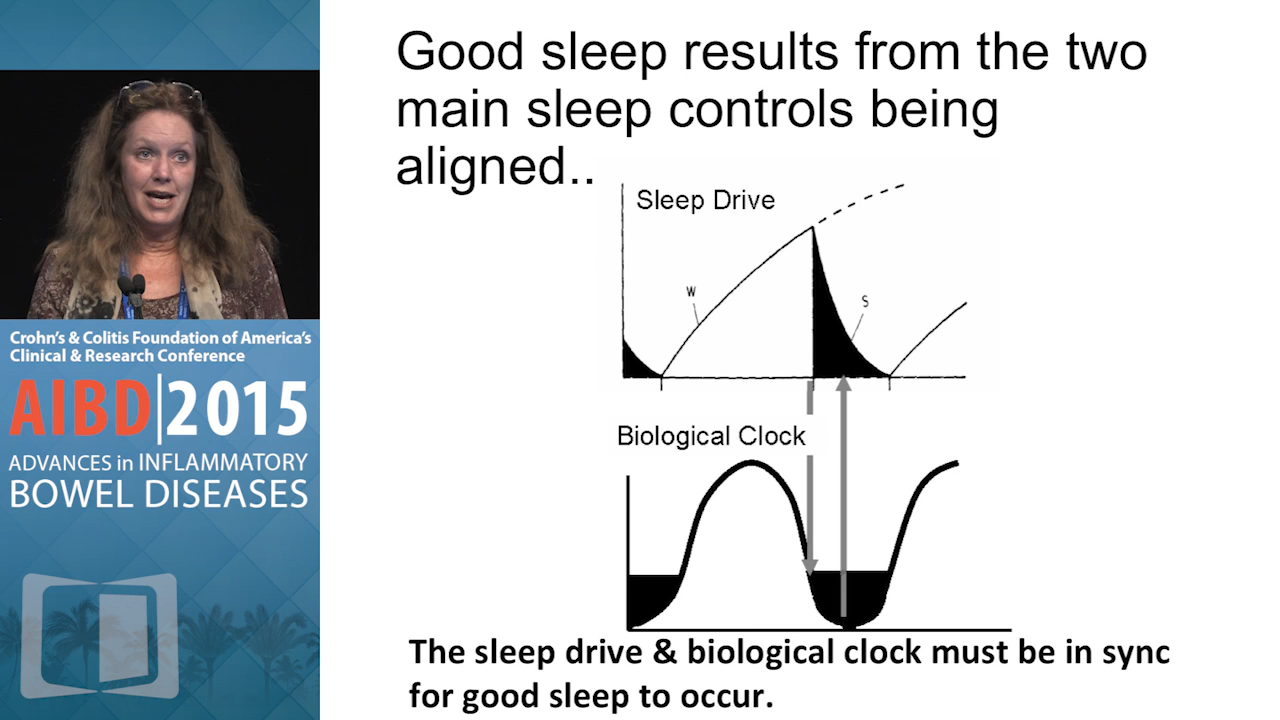 Good sleep results from the two
main sleep controls being
aligned..
Sleep Drive
W
S
Biological Clock
The sleep drive & biological clock must be in sync
for good sleep to occur.
Crohn's & Colitis Foundation of America's
Clinical & Research Conference
AIBD|2015
ADVANCES in INFLAMMATORY
BOWEL DISEASES